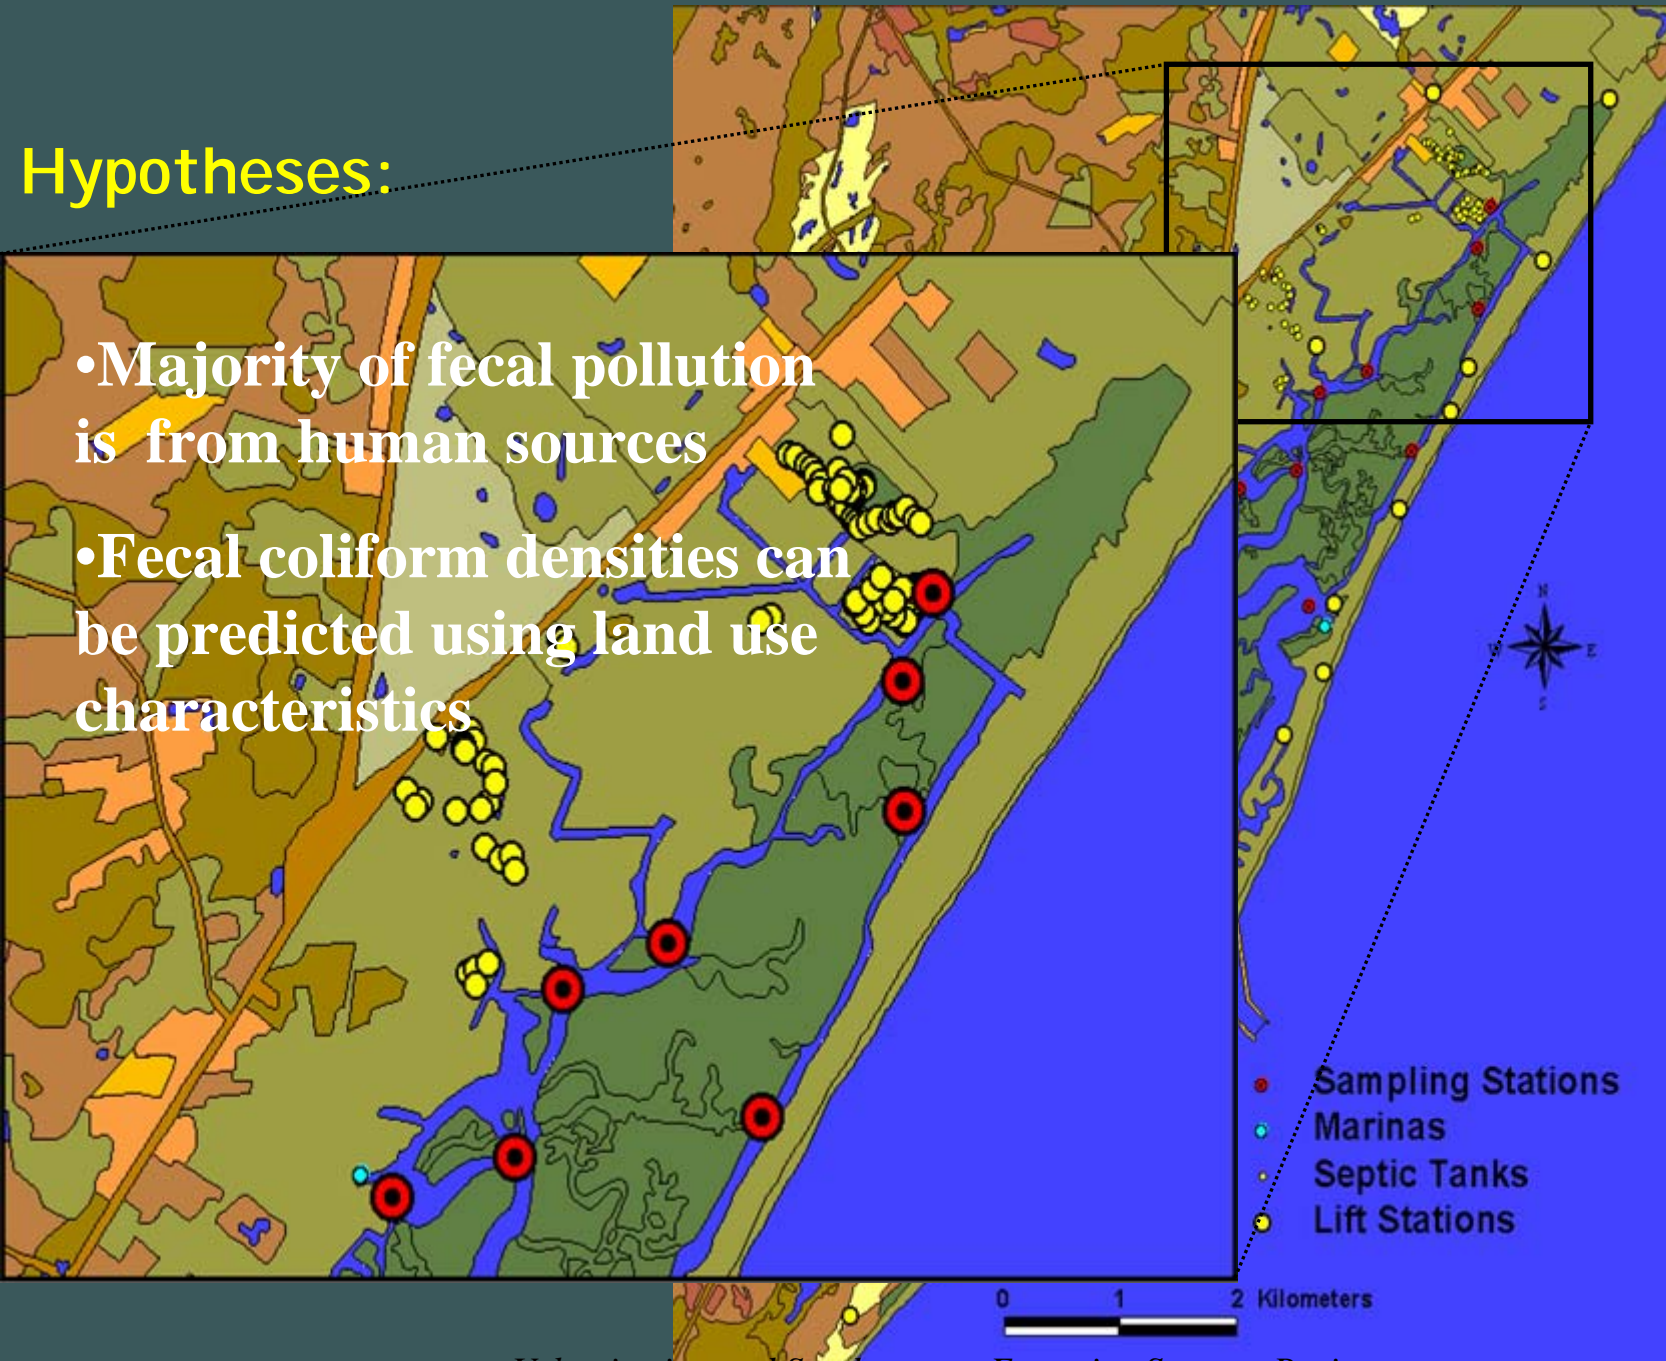 Hypotheses:
•Majority of fecal pollution
is from human sources
•Fecal coliform densities can
be predicted using land use
characteristics
N
W E
S
Sampling Stations
Marinas
Septic Tanks
Lift Stations
0 1 2 Kilometers